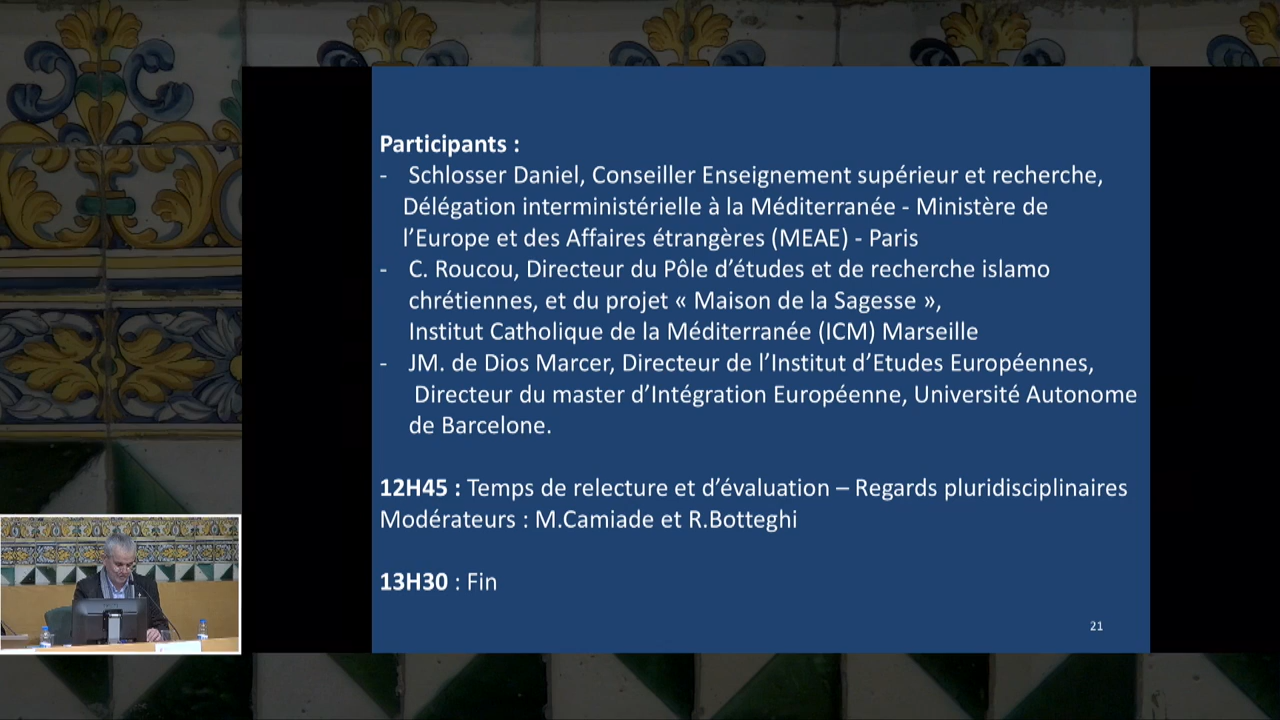 Participants :
- Schlosser Daniel, Conseiller Enseignement supérieur et recherche,
Délégation interministérielle à la Méditerranée - Ministère de
l’Europe et des Affaires étrangères (MEAE) - Paris
- C. Roucou, Directeur du Pôle d’études et de recherche islamo
chrétiennes, et du projet « Maison de la Sagesse »,
Institut Catholique de la Méditerranée (ICM) Marseille
- JM. de Dios Marcer, Directeur de l’Institut d’Etudes Européennes,
Directeur du master d’Intégration Européenne, Université Autonome
de Barcelone.
12H45 : Temps de relecture et d’évaluation – Regards pluridisciplinaires
Modérateurs : M.Camiade et R.Botteghi
13H30 : Fin
21